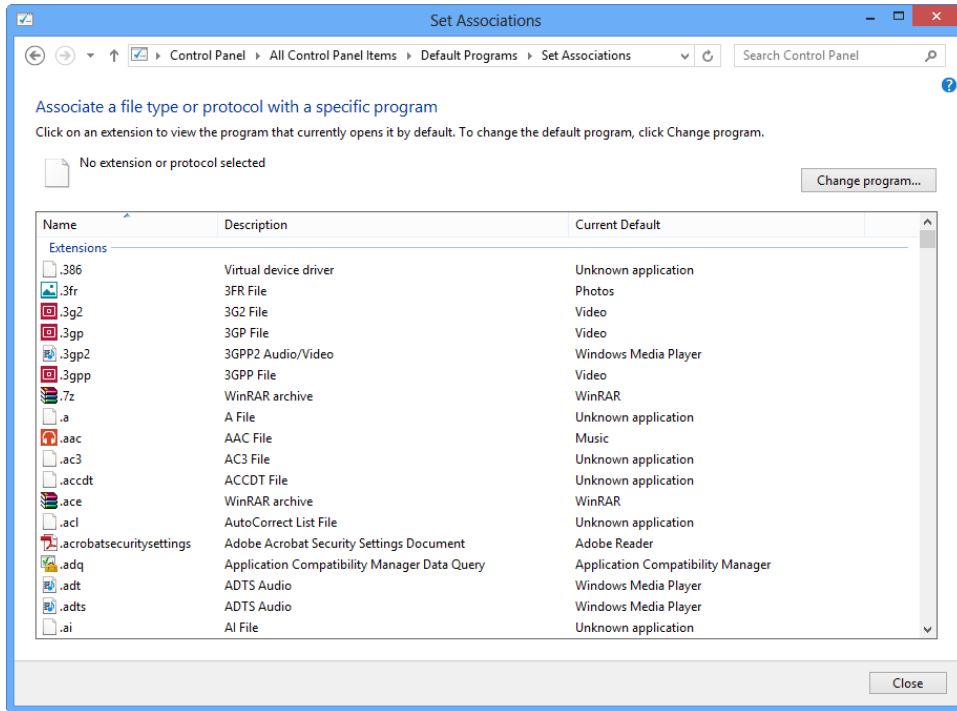 Set Associations
Control Panel All Control Panel Items Default Programs Set Associations Search Control Panel
Associate a file type or protocol with a specific program
Click on an extension to view the program that currently opens it by default. To change the default program, click Change program.
No extension or protocol selected
Change program...
Name Description Current Default
Extensions
.386 Virtual device driver Unknown application
.3fr 3FR File Photos
.3g2 3G2 File Video
.3gp 3GP File Video
.3gp2 3GPP2 Audio/Video Windows Media Player
.3gpp 3GPP File Video
.7z WinRAR archive WinRAR
.a A File Unknown application
.aac AAC File Music
.ac3 AC3 File Unknown application
.accdt ACCDT File Unknown application
.ace WinRAR archive WinRAR
.acl AutoCorrect List File Unknown application
.acrobatsecuritysettings Adobe Acrobat Security Settings Document Adobe Reader
.adq Application Compatibility Manager Data Query Application Compatibility Manager
.adt ADTS Audio Windows Media Player
.adts ADTS Audio Windows Media Player
.ai AI File Unknown application
Close